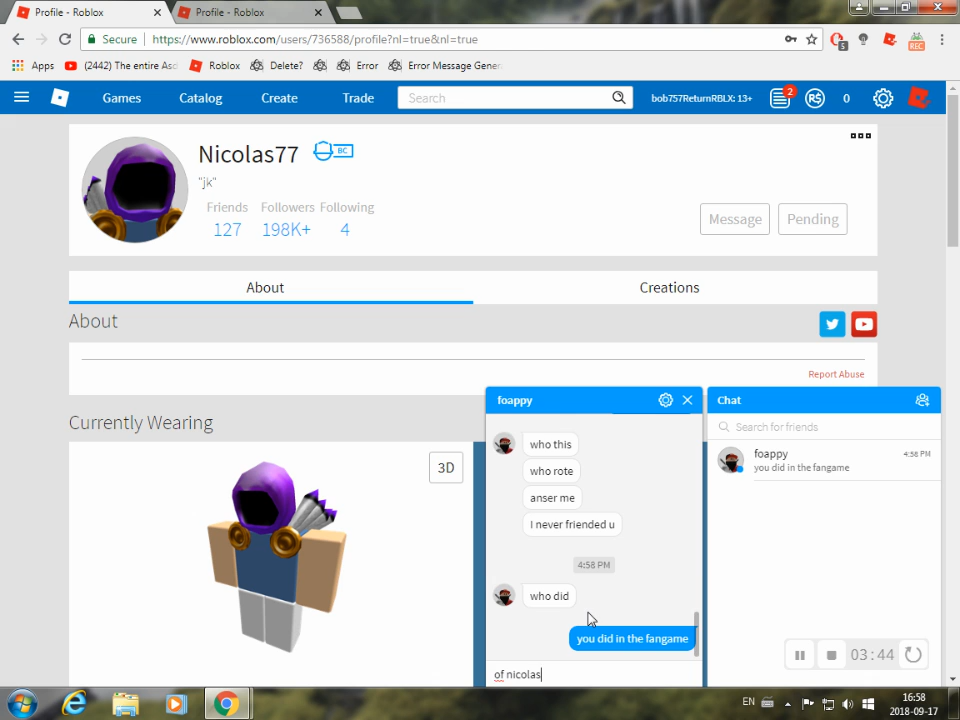 Profile - Roblox
Profile - Roblox
Secure https://www.roblox.com/users/736588/profile?nl=true&nl=true
5
REC
Apps (2442) The entire Asc Roblox Delete? Error Error Message Gener
Games Catalog Create Trade Search bob757ReturnRBLX: 13+ 2 R$ 0
Nicolas77 BC
"jk"
Friends Followers Following
127 198K+ 4
Message Pending
About Creations
About
Report Abuse
Currently Wearing
3D
foappy
who this
who rote
anser me
I never friended u
4:58 PM
who did
you did in the fangame
of nicolas
Chat
Search for friends
foappy 4:58 PM
you did in the fangame
03:44
EN 16:58
2018-09-17